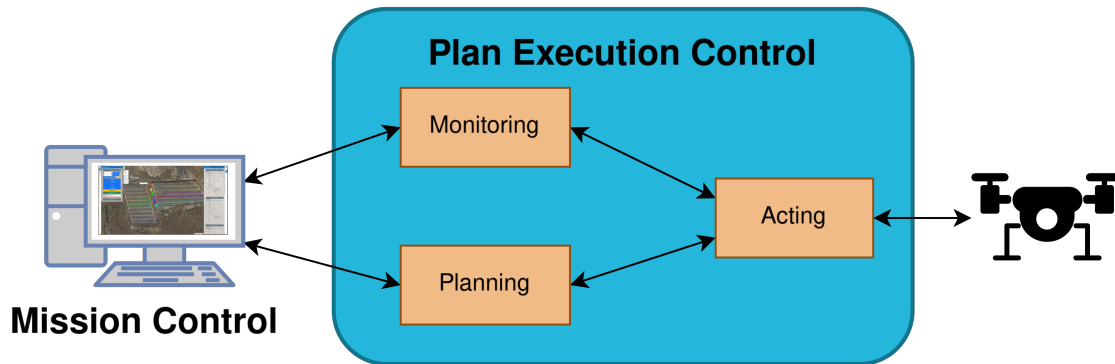 Plan Execution Control
Monitoring
Acting
Planning
Mission Control